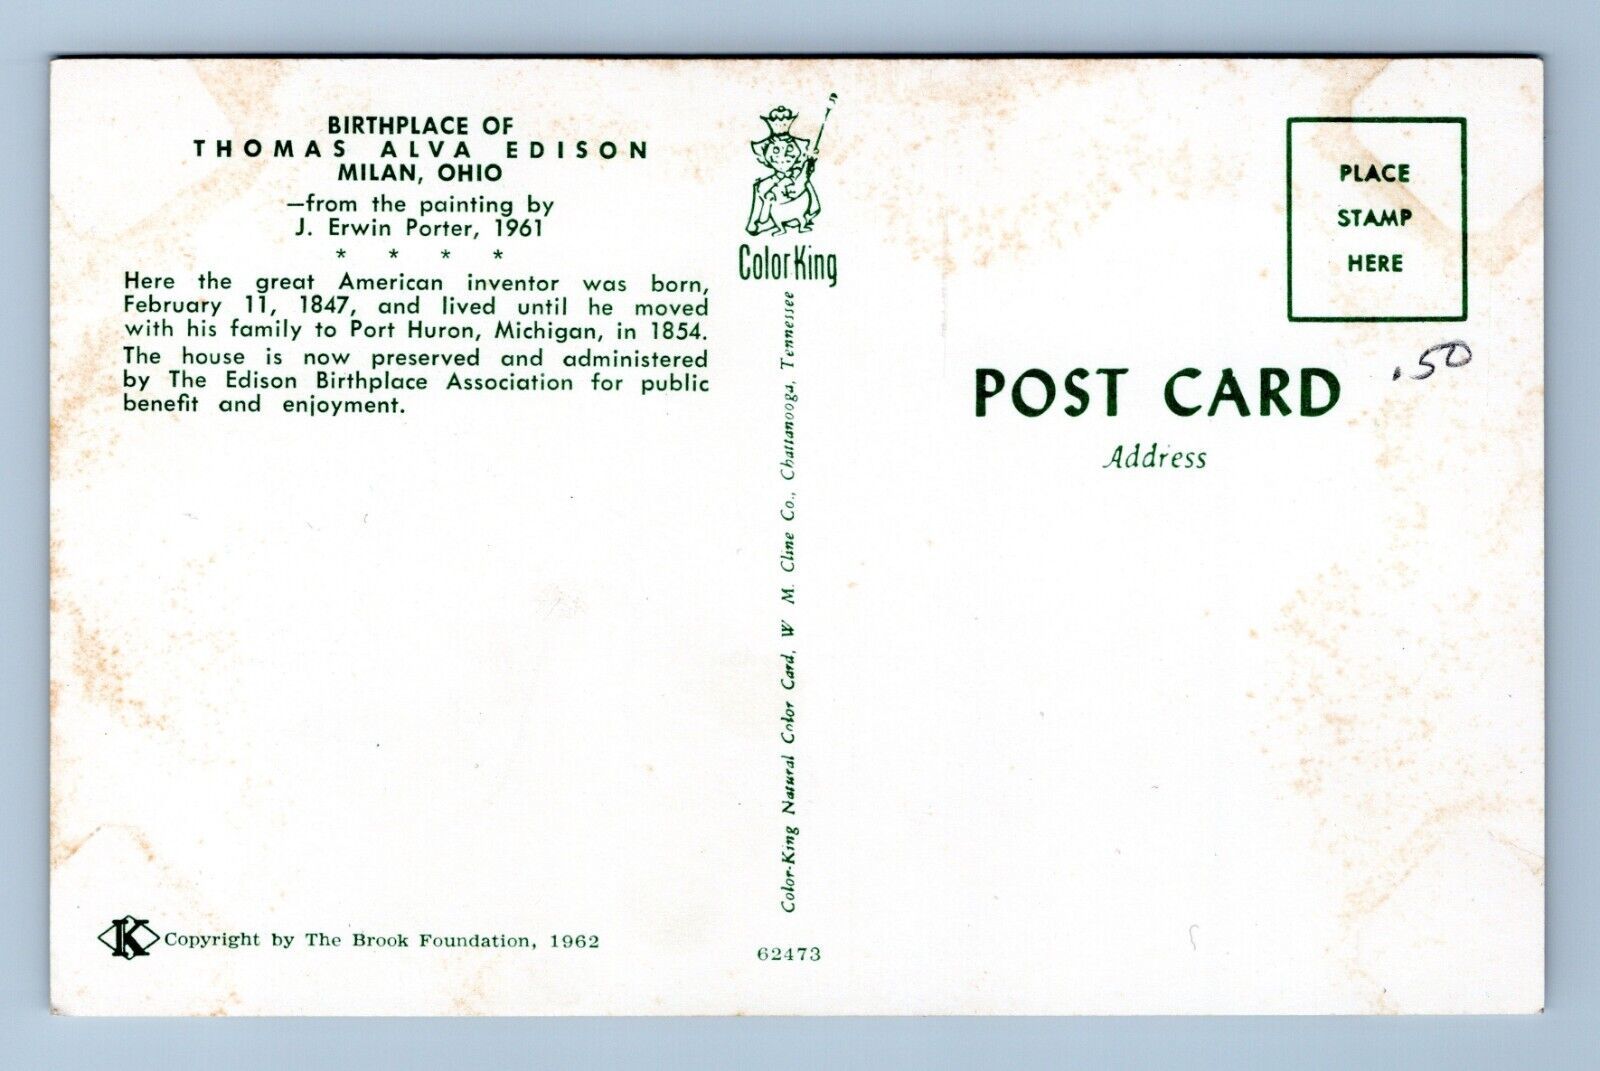 BIRTHPLACE OF
THOMAS ALVA EDISON
MILAN, OHIO
—from the painting by
J. Erwin Porter, 1961
* * * *
Here the great American inventor was born,
February 11, 1847, and lived until he moved
with his family to Port Huron, Michigan, in 1854.
The house is now preserved and administered
by The Edison Birthplace Association for public
benefit and enjoyment.
K Copyright by The Brook Foundation, 1962
ColorKing
Color-King Natural Color Card, W M. Cline Co., Chattanooga, Tennessee
62473
PLACE
STAMP
HERE
.50
POST CARD
Address